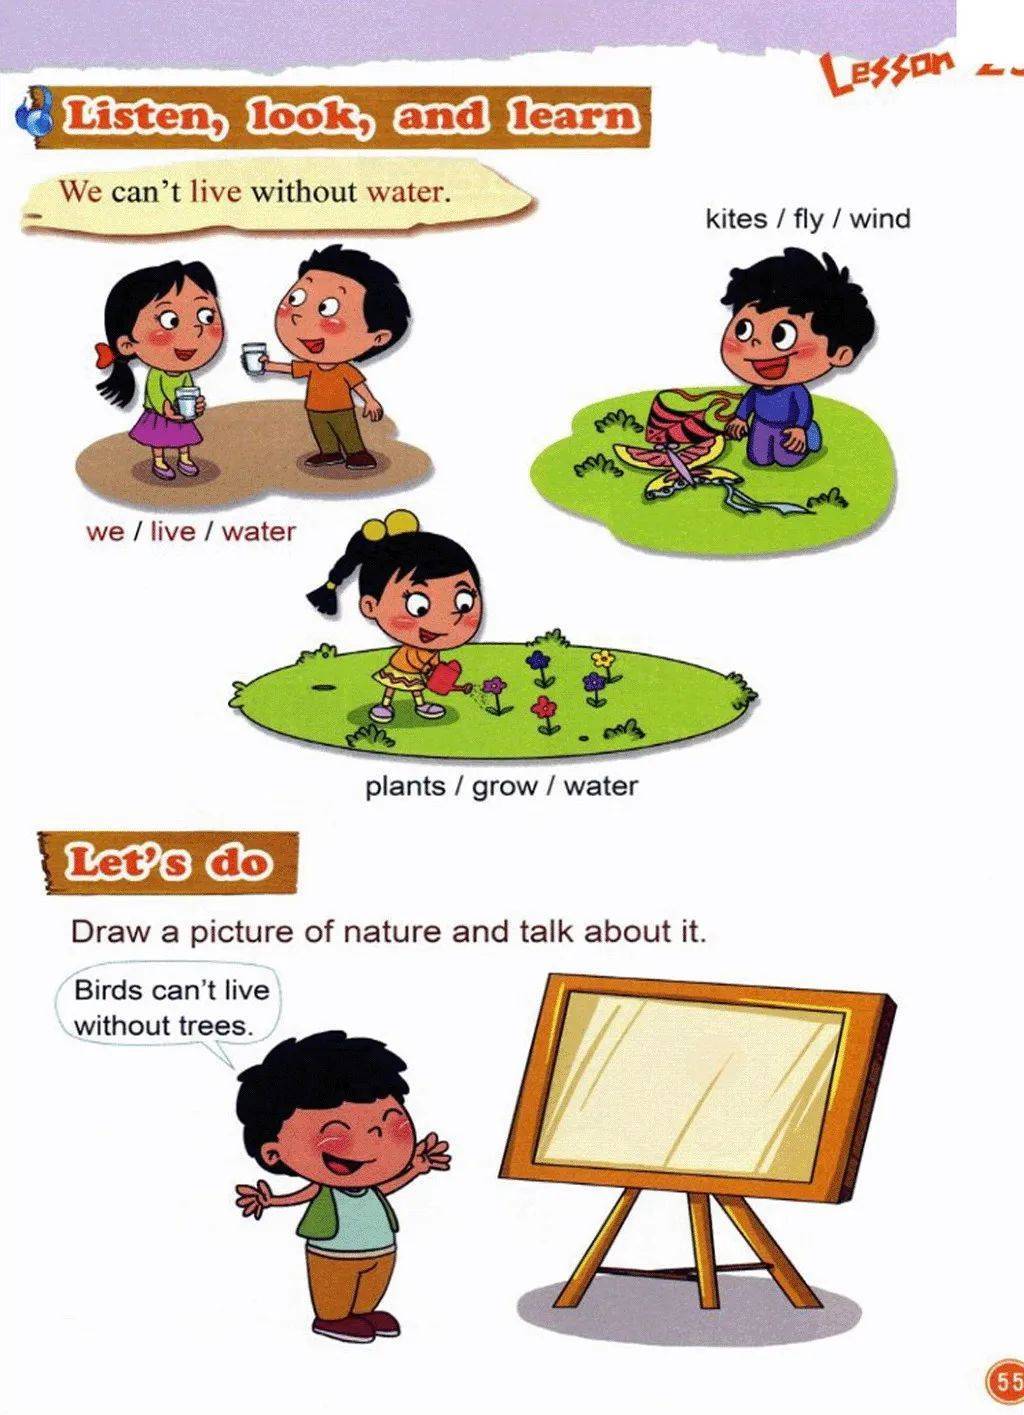 Lesson
Listen, look, and learn
We can't live without water.
kites / fly / wind
we / live / water
plants / grow / water
Let's do
Draw a picture of nature and talk about it.
Birds can't live
without trees.
55